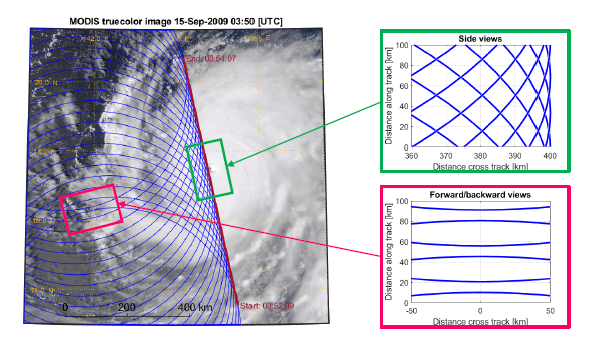 MODIS truecolor image 15-Sep-2009 03:50 [UTC]
End: 03:54:07
Start: 03:52:09
0 200 400 km
Side views
Distance along track [km]
100
80
60
40
20
0
360 370 380 390 400
Distance cross track [km]
Forward/backward views
Distance along track [km]
100
80
60
40
20
0
-50 0 50
Distance cross track [km]